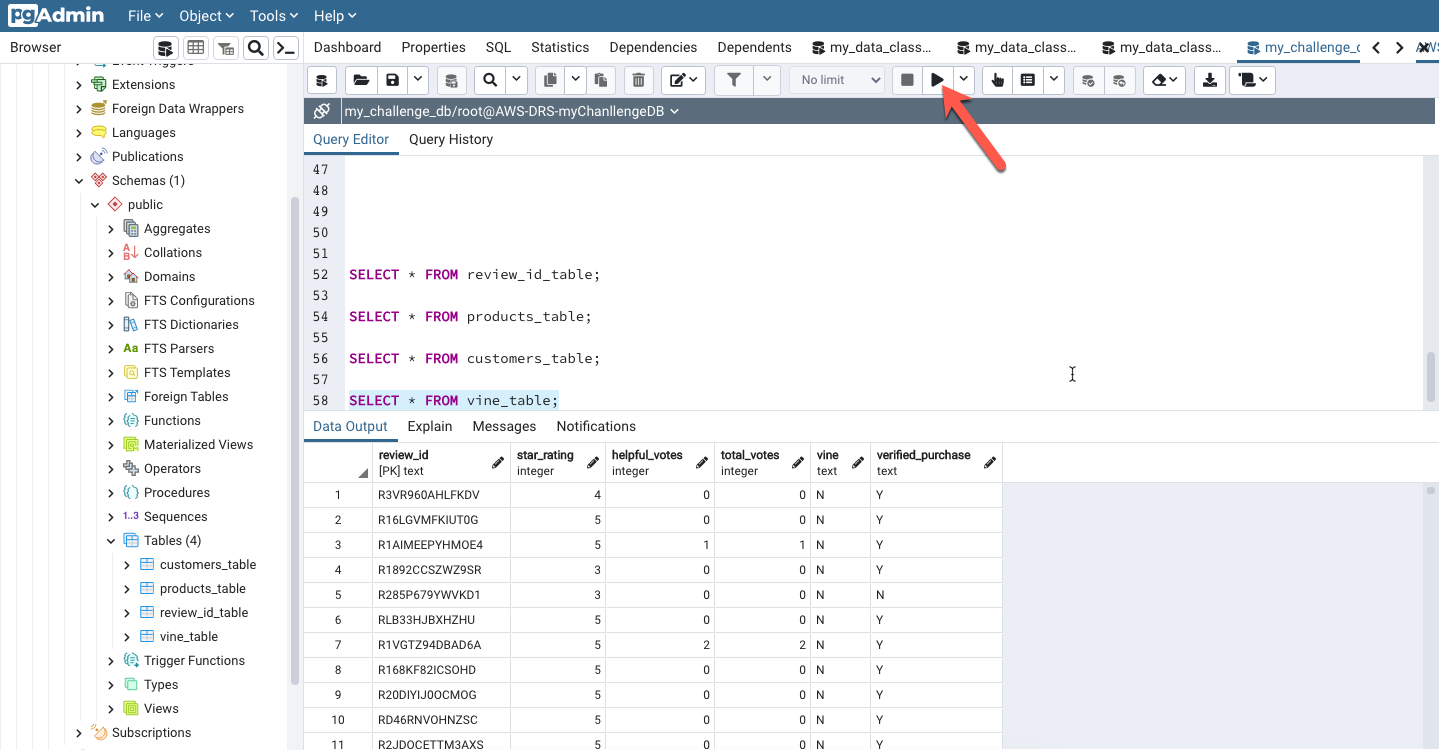 pgAdmin File Object Tools Help
Browser
Dashboard Properties SQL Statistics Dependencies Dependents my_data_class... my_data_class... my_data_class... my_challenge_d AWS
No limit
my_challenge_db/root@AWS-DRS-myChanllengeDB
Query Editor Query History
Event Triggers
Extensions
Foreign Data Wrappers
Languages
Publications
Schemas (1)
public
Aggregates
Collations
Domains
FTS Configurations
FTS Dictionaries
Aa FTS Parsers
FTS Templates
Foreign Tables
Functions
Materialized Views
Operators
Procedures
1..3 Sequences
Tables (4)
customers_table
products_table
review_id_table
vine_table
Trigger Functions
Types
Views
Subscriptions
47
48
49
50
51
52 SELECT * FROM review_id_table;
53
54 SELECT * FROM products_table;
55
56 SELECT * FROM customers_table;
57
58 SELECT * FROM vine_table;
Data Output Explain Messages Notifications
review_id star_rating helpful_votes total_votes vine verified_purchase
[PK] text integer integer integer text text
1 R3VR960AHLFKDV 4 0 0 N Y
2 R16LGVMFKIUT0G 5 0 0 N Y
3 R1AIMEEPYHMOE4 5 1 1 N Y
4 R1892CCSZWZ9SR 3 0 0 N Y
5 R285P679YWVKD1 3 0 0 N N
6 RLB33HJBXHZHU 5 0 0 N Y
7 R1VGTZ94DBAD6A 5 2 2 N Y
8 R168KF82ICSOHD 5 0 0 N Y
9 R20DIYIJ0OCMOG 5 0 0 N Y
10 RD46RNVOHNZSC 5 0 0 N Y
11 R2JDOCETTM3AXS 5 0 0 N Y